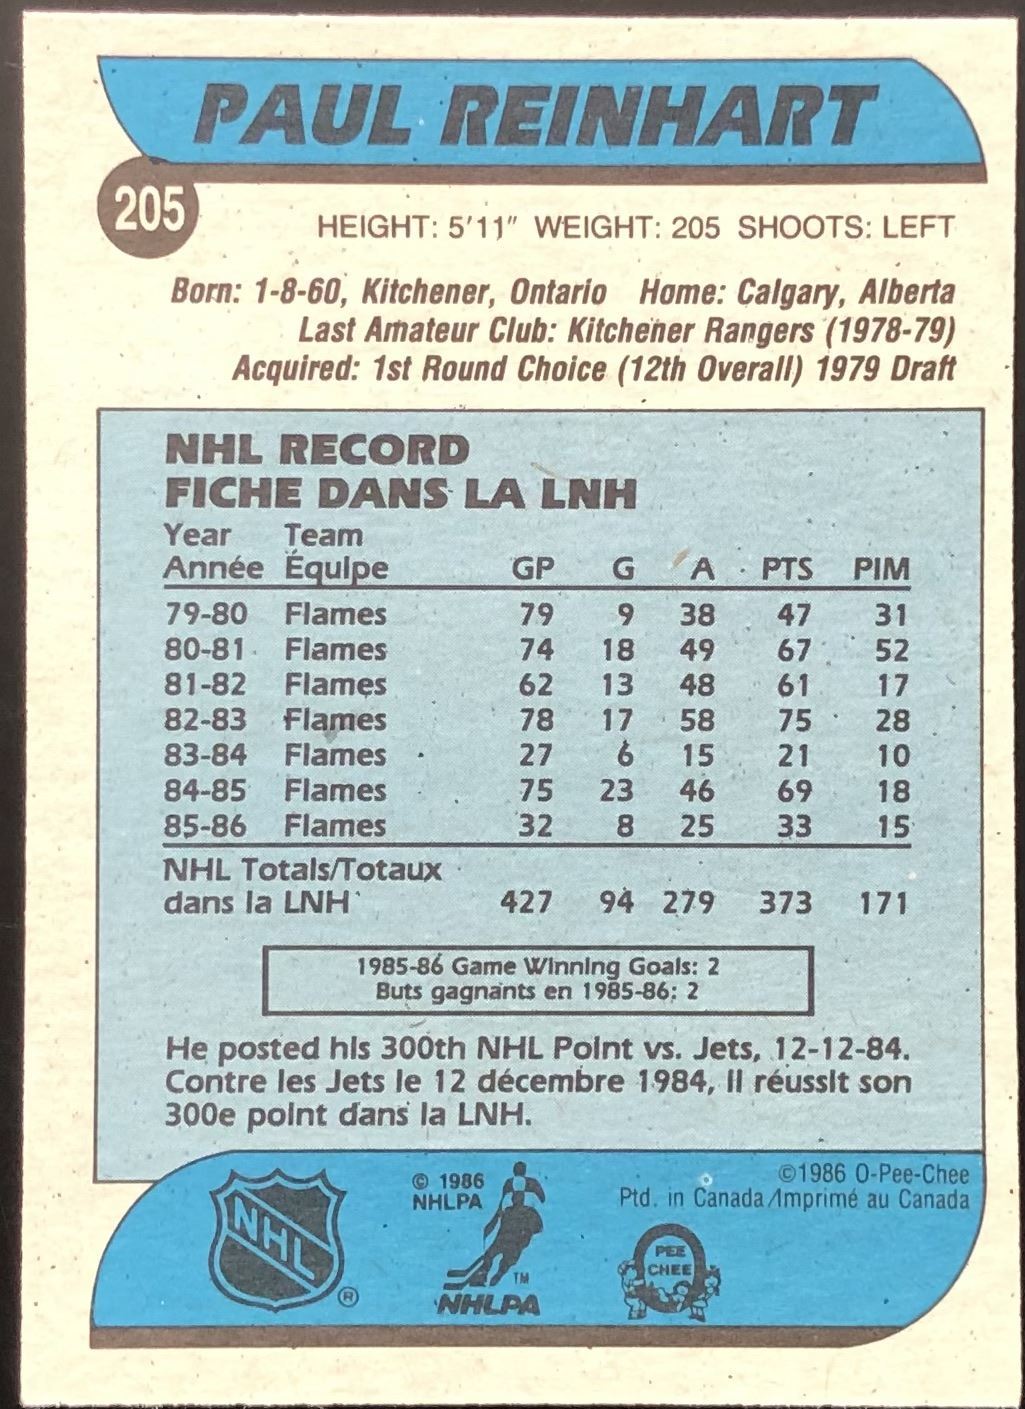 PAUL REINHART
205
HEIGHT: 5'11" WEIGHT: 205 SHOOTS: LEFT
Born: 1-8-60, Kitchener, Ontario Home: Calgary, Alberta
Last Amateur Club: Kitchener Rangers (1978-79)
Acquired: 1st Round Choice (12th Overall) 1979 Draft
NHL RECORD
FICHE DANS LA LNH
Year Team
Année Équipe GP G A PTS PIM
79-80 Flames 79 9 38 47 31
80-81 Flames 74 18 49 67 52
81-82 Flames 62 13 48 61 17
82-83 Flames 78 17 58 75 28
83-84 Flames 27 6 15 21 10
84-85 Flames 75 23 46 69 18
85-86 Flames 32 8 25 33 15
NHL Totals/Totaux
dans la LNH 427 94 279 373 171
1985-86 Game Winning Goals: 2
Buts gagnants en 1985-86: 2
He posted his 300th NHL Point vs. Jets, 12-12-84.
Contre les Jets le 12 décembre 1984, il réussit son
300e point dans la LNH.
NHL
®
© 1986
NHLPA
TM
NHLPA
©1986 O-Pee-Chee
Ptd. in Canada/Imprimé au Canada
PEE
CHEE